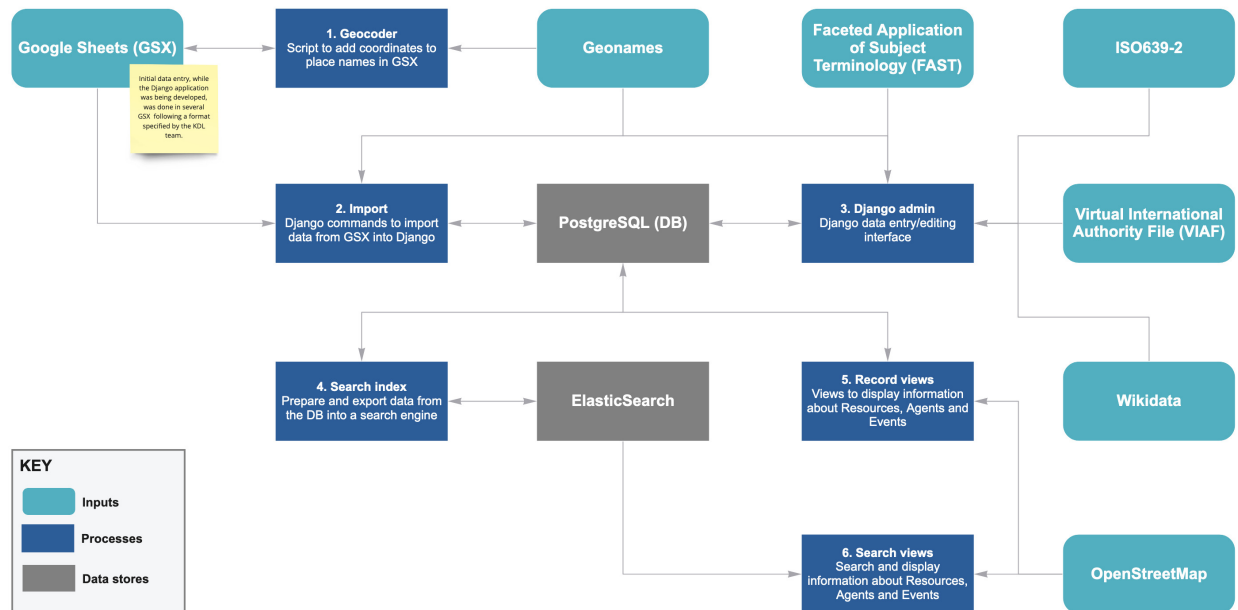 Google Sheets (GSX)
1. Geocoder
Script to add coordinates to
place names in GSX
Geonames
Faceted Application
of Subject
Terminology (FAST)
ISO639-2
Initial data entry, while
the Django application
was being developed,
was done in several
GSX following a format
specified by the KDL
team.
2. Import
Django commands to import
data from GSX into Django
PostgreSQL (DB)
3. Django admin
Django data entry/editing
interface
Virtual International
Authority File (VIAF)
4. Search index
Prepare and export data from
the DB into a search engine
ElasticSearch
5. Record views
Views to display information
about Resources, Agents and
Events
Wikidata
KEY
Inputs
Processes
Data stores
6. Search views
Search and display
information about Resources,
Agents and Events
OpenStreetMap